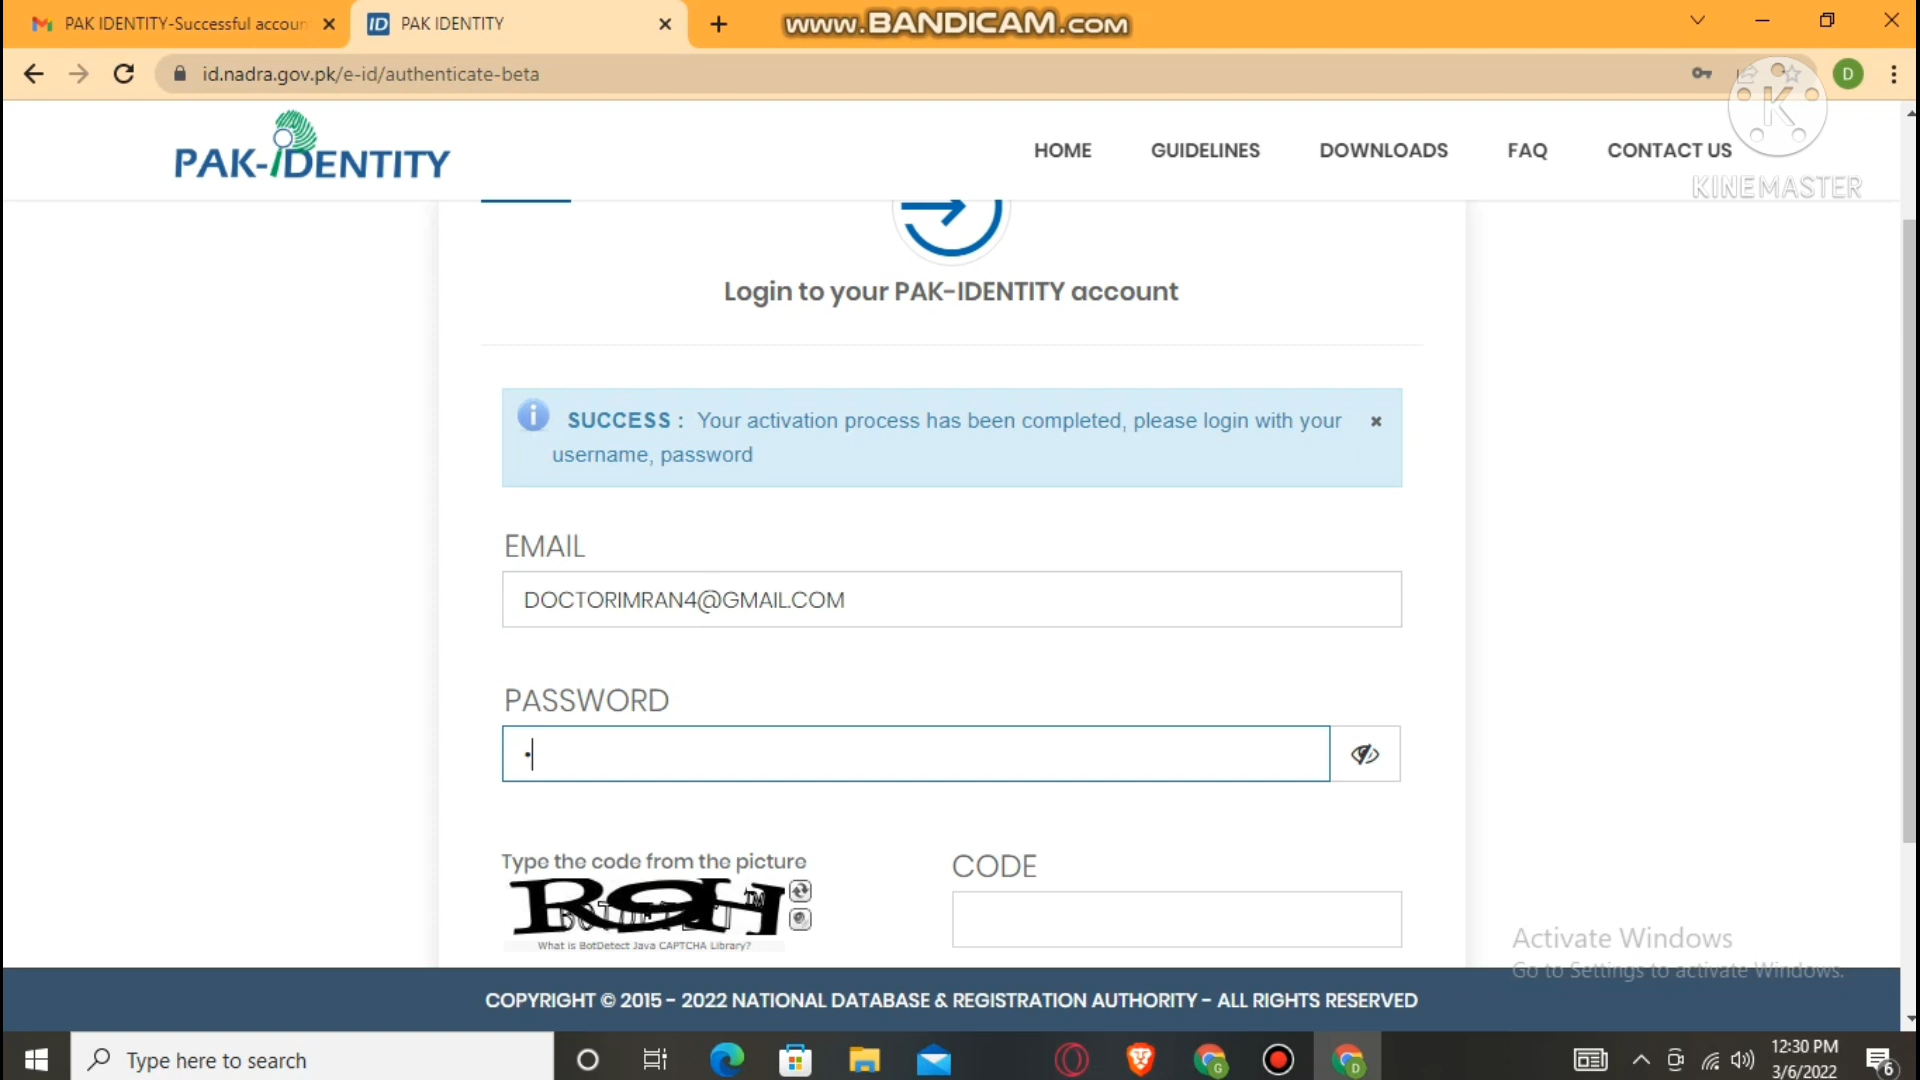 PAK IDENTITY-Successful accoun
PAK IDENTITY
www.BANDICAM.com
id.nadra.gov.pk/e-id/authenticate-beta
D
PAK-IDENTITY
HOME
GUIDELINES
DOWNLOADS
FAQ
CONTACT US
K
KINEMASTER
Login to your PAK-IDENTITY account
SUCCESS : Your activation process has been completed, please login with your
username, password
EMAIL
DOCTORIMRAN4@GMAIL.COM
PASSWORD
Type the code from the picture
CODE
What is BotDetect Java CAPTCHA Library?
Activate Windows
Go to Settings to activate Windows.
COPYRIGHT © 2015 - 2022 NATIONAL DATABASE & REGISTRATION AUTHORITY - ALL RIGHTS RESERVED
Type here to search
G
D
12:30 PM
3/6/2022
6